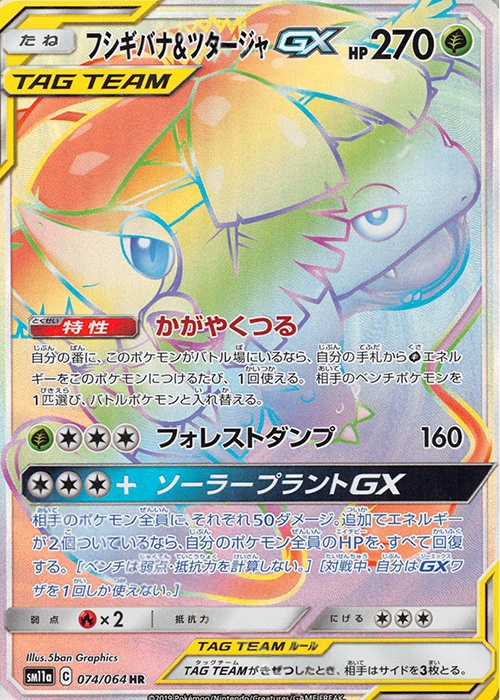 たね フシギバナ&ツタージャGX HP270
TAG TEAM
特性 かがやくつる
自分の番に、このポケモンがバトル場にいるなら、自分の手札からエネル
ギーをこのポケモンにつけるたび、1回使える。相手のベンチポケモンを
1匹選び、バトルポケモンと入れ替える。
フォレストダンプ 160
+ ソーラープラントGX
相手のポケモン全員に、それぞれ50ダメージ。追加でエネルギー
が2個ついているなら、自分のポケモン全員のHPを、すべて回復
する。[ベンチは弱点・抵抗力を計算しない。][対戦中、自分はGXワ
ザを1回しか使えない。]
弱点 ×2 抵抗力 にげる
TAG TEAM ルール
Illus.5ban Graphics
TAG TEAMがきぜつしたとき、相手はサイドを3枚とる。
sm11a C 074/064 HR
©2019 Pokémon/Nintendo/Creatures/GAME FREAK.